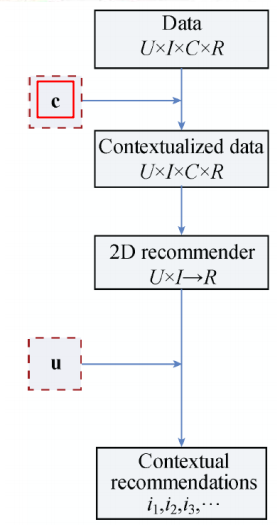 Data
U×I×C×R
c
Contextualized data
U×I×C×R
2D recommender
U×I→R
u
Contextual
recommendations
i₁,i₂,i₃,⋯